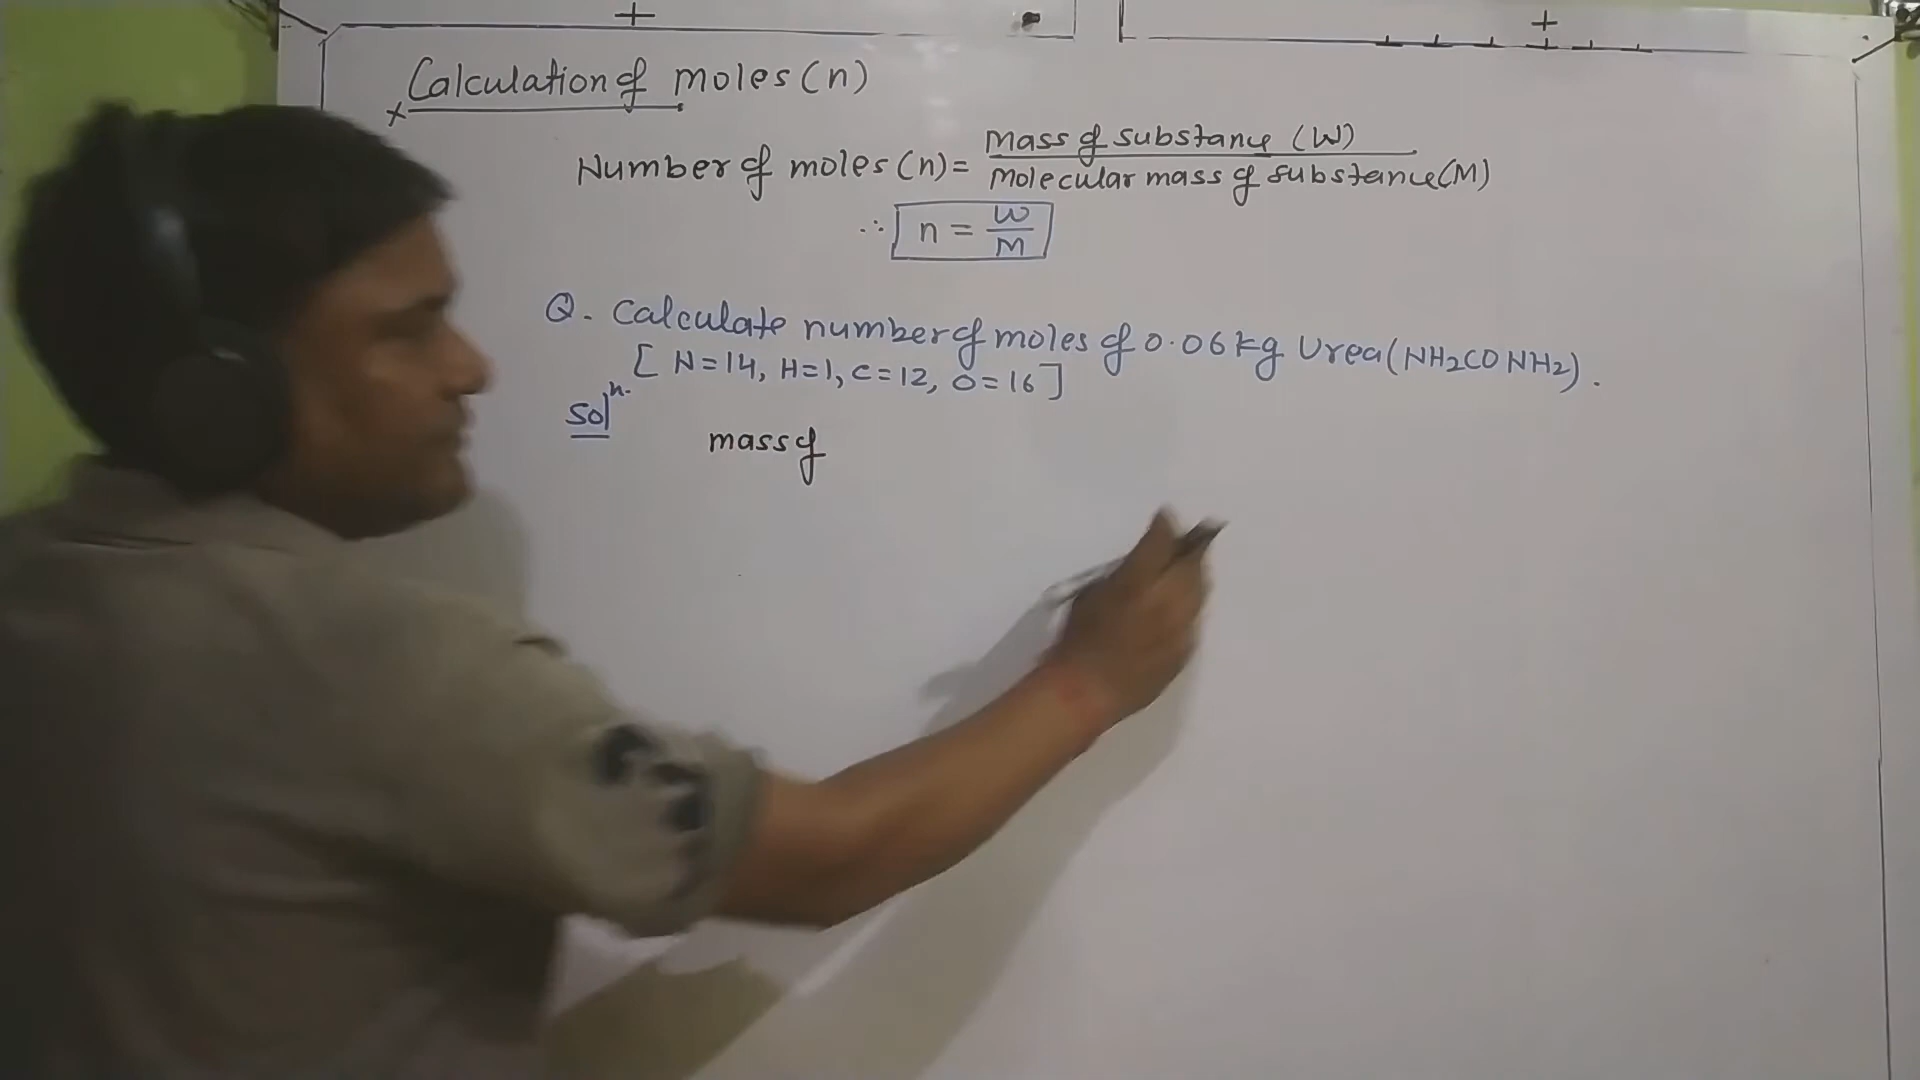 Calculation of moles (n)
Number of moles (n) = Mass of substance (W) / Molecular mass of substance (M)
∴ n = W / M
Q. Calculate number of moles of 0.06 kg Urea (NH2CONH2).
[ N=14, H=1, C=12, O=16 ]
Solⁿ.
mass of